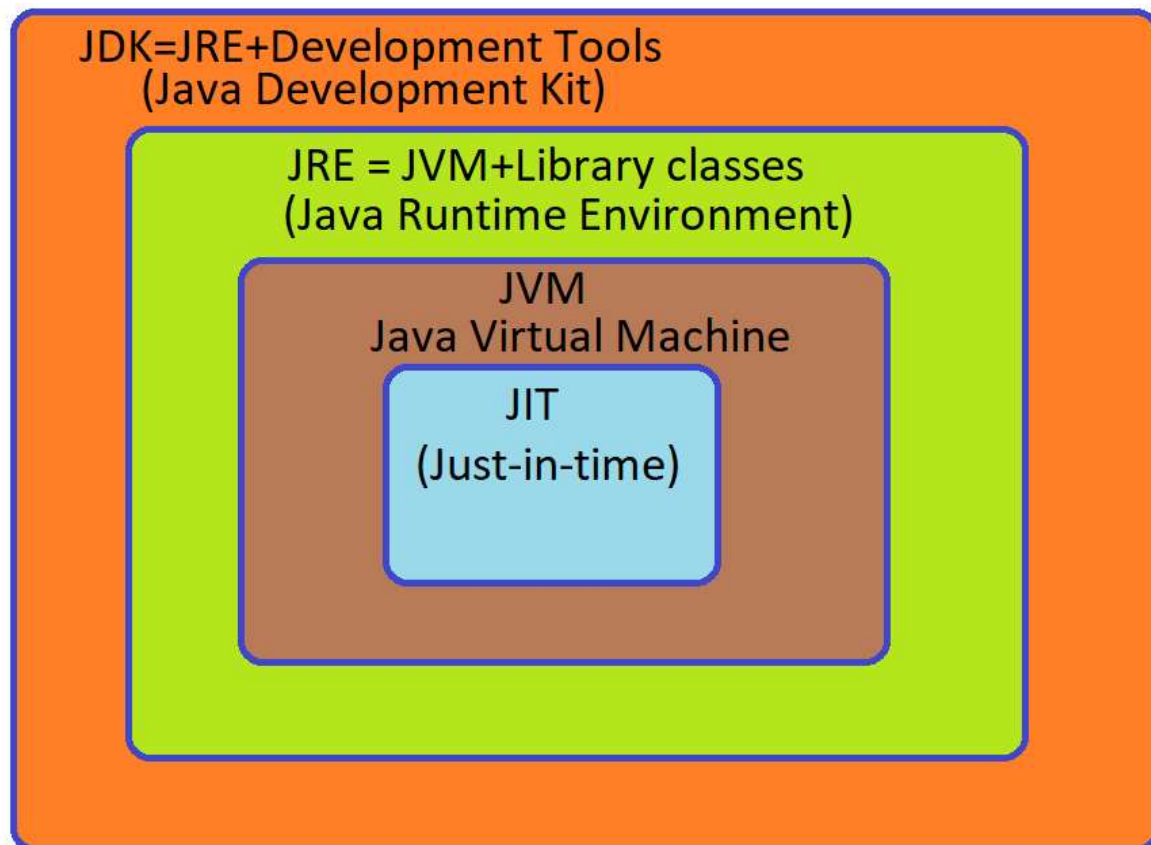 JDK=JRE+Development Tools
(Java Development Kit)
JRE = JVM+Library classes
(Java Runtime Environment)
JVM
Java Virtual Machine
JIT
(Just-in-time)